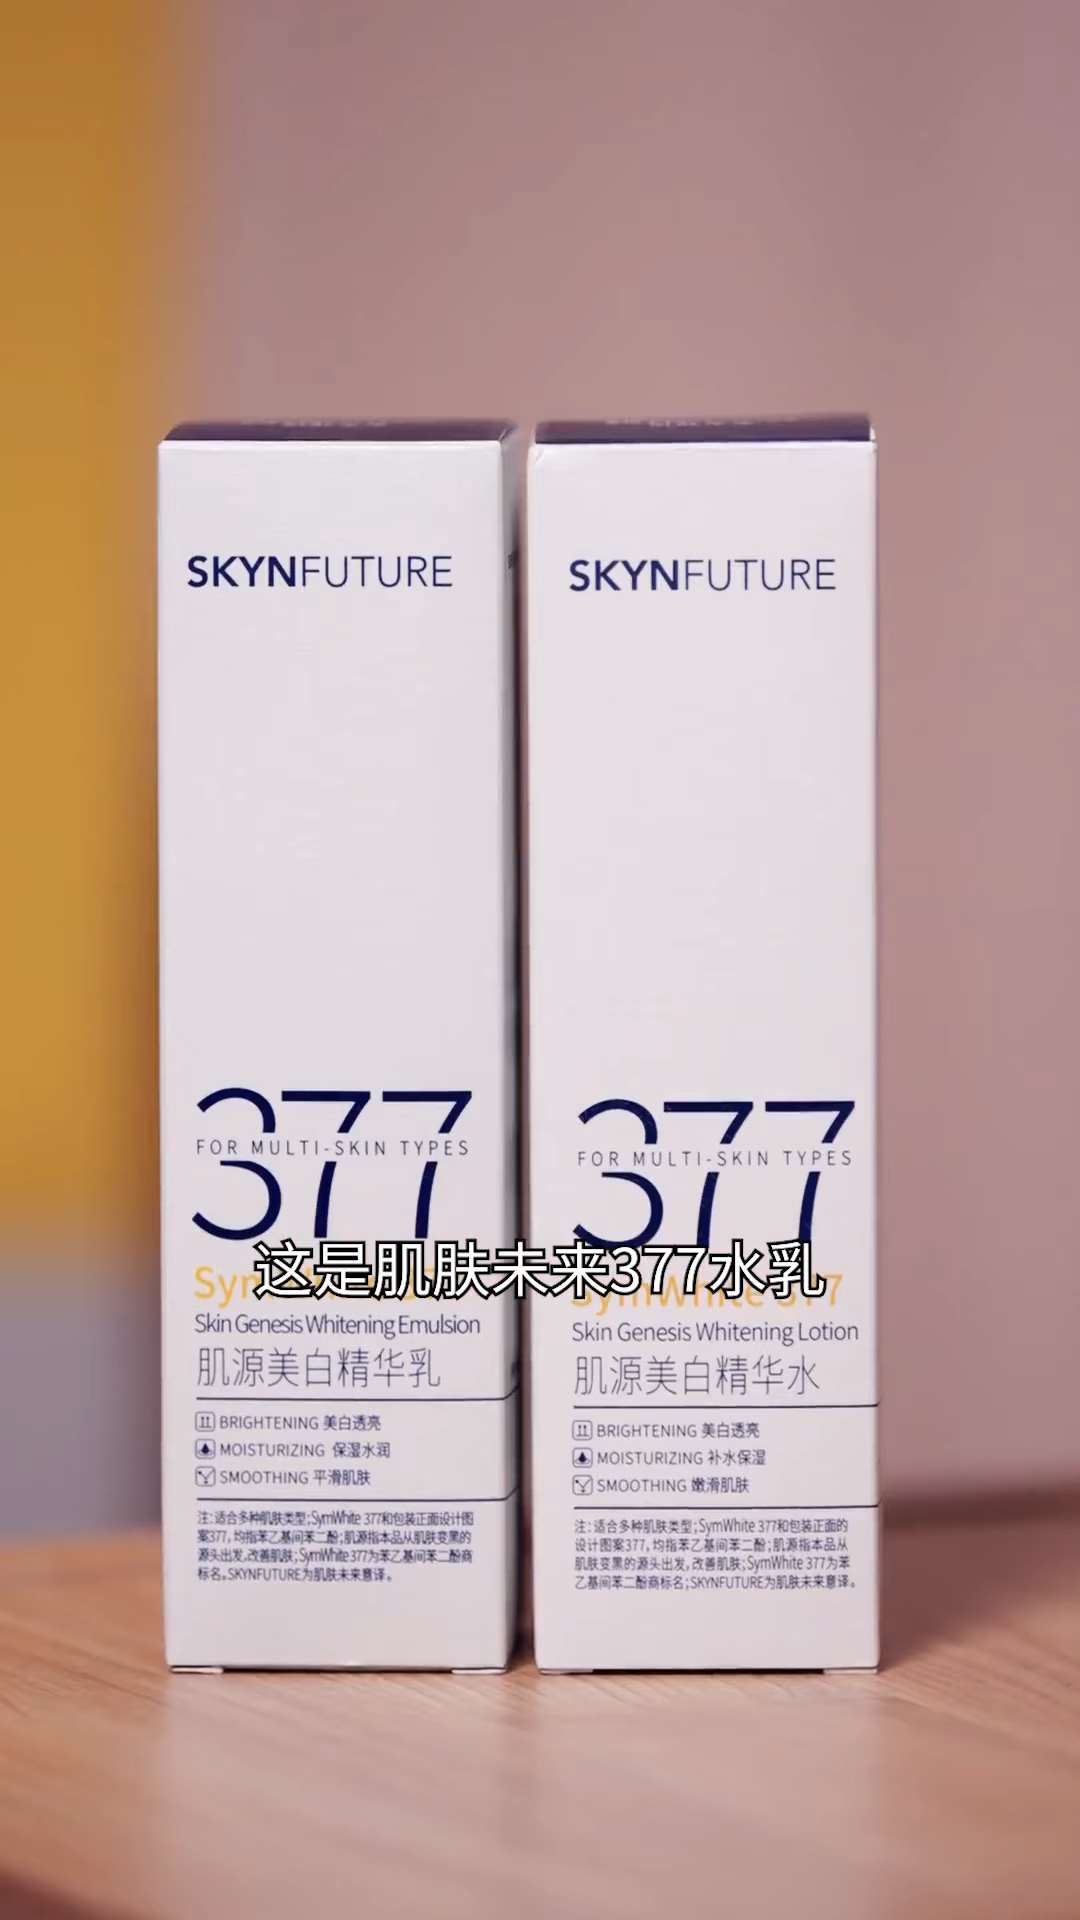 SKYNFUTURE
377
FOR MULTI-SKIN TYPES
Skin Genesis Whitening Emulsion
肌源美白精华乳
BRIGHTENING 美白透亮
MOISTURIZING 保湿水润
SMOOTHING 平滑肌肤
注:适合多种肌肤类型;SymWhite 377和包装正面设计图
案377,均指苯乙基间苯二酚;肌源指本品从肌肤变黑的
源头出发,改善肌肤;SymWhite 377为苯乙基间苯二酚商
标名。SKYNFUTURE为肌肤未来意译。
SKYNFUTURE
377
FOR MULTI-SKIN TYPES
SymWhite 377
Skin Genesis Whitening Lotion
肌源美白精华水
BRIGHTENING 美白透亮
MOISTURIZING 补水保湿
SMOOTHING 嫩滑肌肤
注:适合多种肌肤类型;SymWhite 377和包装正面的
设计图案377,均指苯乙基间苯二酚;肌源指本品从
肌肤变黑的源头出发,改善肌肤;SymWhite 377为苯
乙基间苯二酚商标名;SKYNFUTURE为肌肤未来意译。
这是肌肤未来377水乳